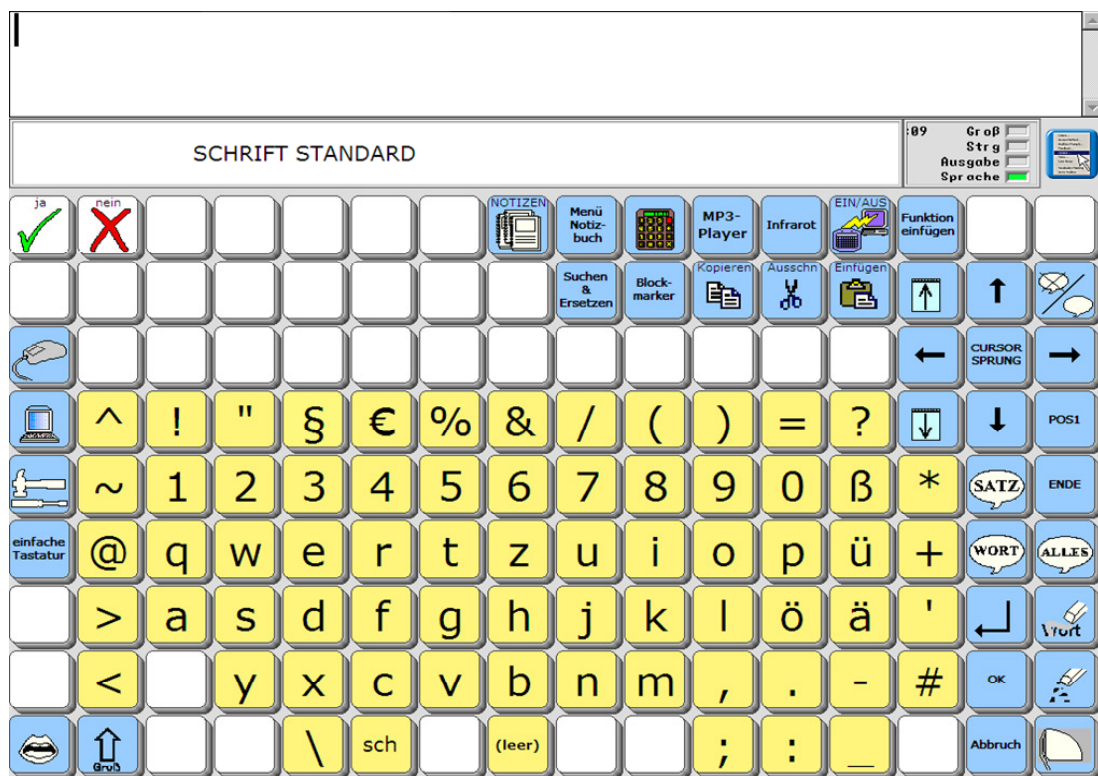 SCHRIFT STANDARD
:09 Groß
Strg
Ausgabe
Sprache
ja nein NOTIZEN Menü Notiz-buch MP3-Player Infrarot EIN/AUS Funktion einfügen
Suchen & Ersetzen Block-marker Kopieren Ausschn Einfügen ↑ ↑
← CURSOR SPRUNG →
^ ! " § € % & / ( ) = ? ↓ ↓ POS1
~ 1 2 3 4 5 6 7 8 9 0 ß * SATZ ENDE
einfache Tastatur @ q w e r t z u i o p ü + WORT ALLES
> a s d f g h j k l ö ä ' Wort
< y x c v b n m , . - # OK
Groß \ sch (leer) ; : _ Abbruch